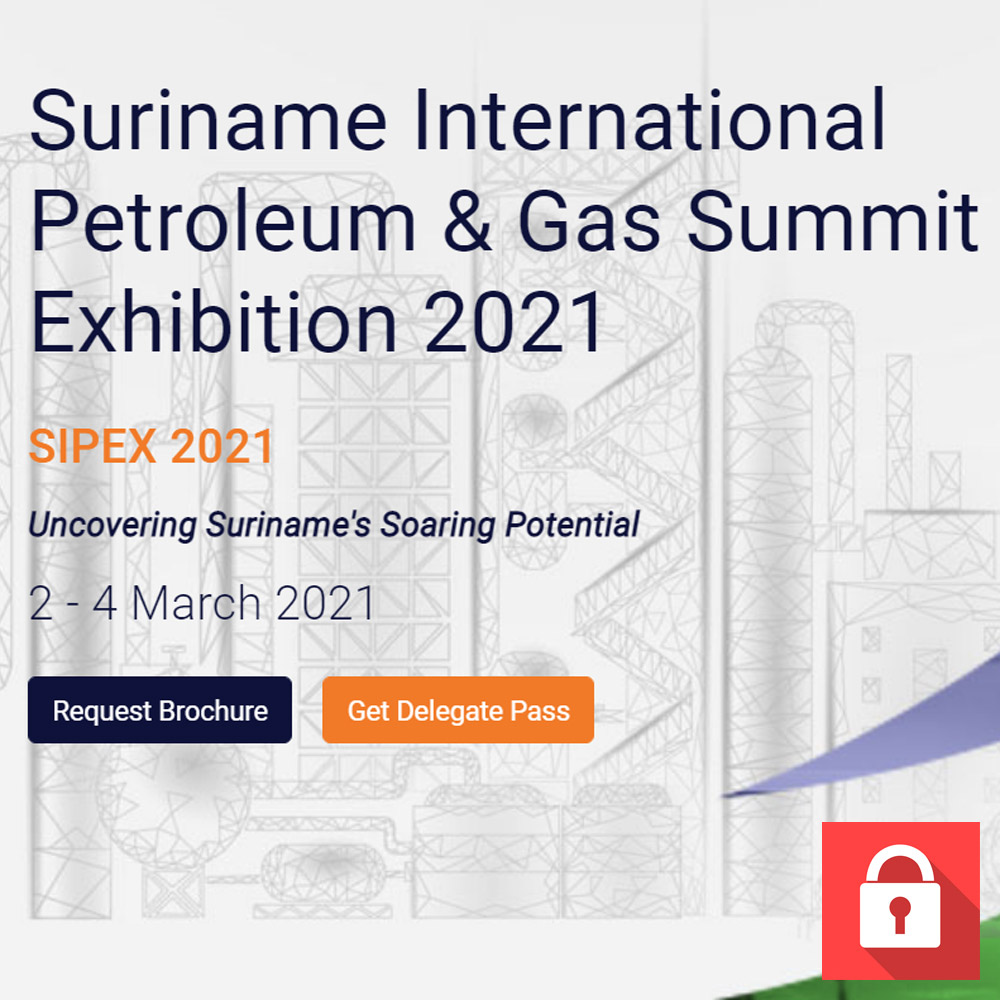 Suriname International
Petroleum & Gas Summit
Exhibition 2021
SIPEX 2021
Uncovering Suriname's Soaring Potential
2 - 4 March 2021
Request Brochure
Get Delegate Pass